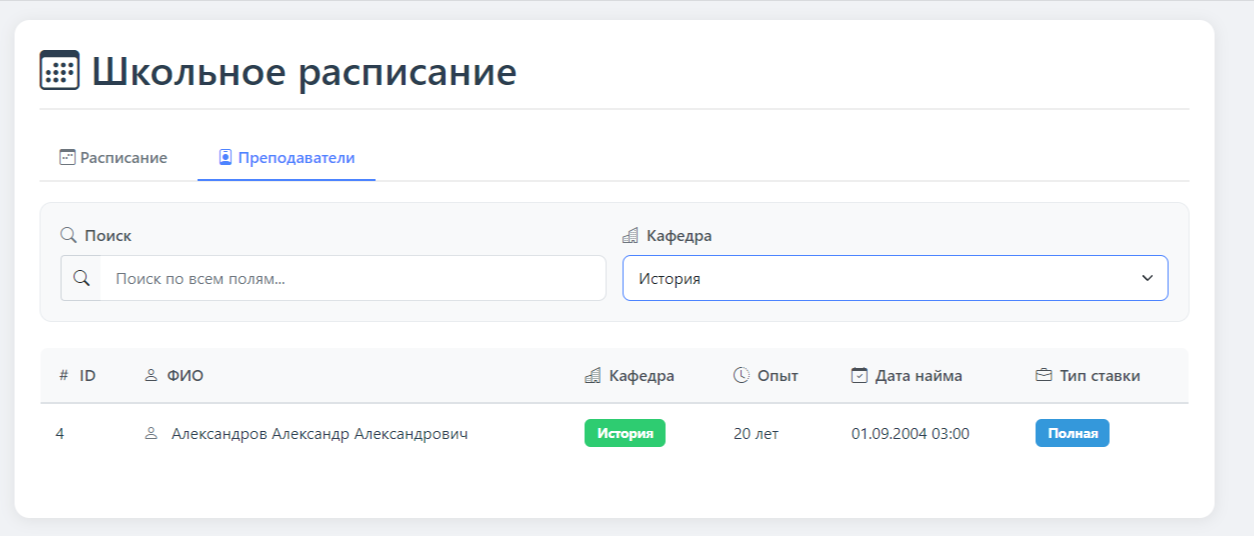 Школьное расписание
Расписание Преподаватели
Поиск Кафедра
Поиск по всем полям... История
# ID ФИО Кафедра Опыт Дата найма Тип ставки
4 Александров Александр Александрович История 20 лет 01.09.2004 03:00 Полная